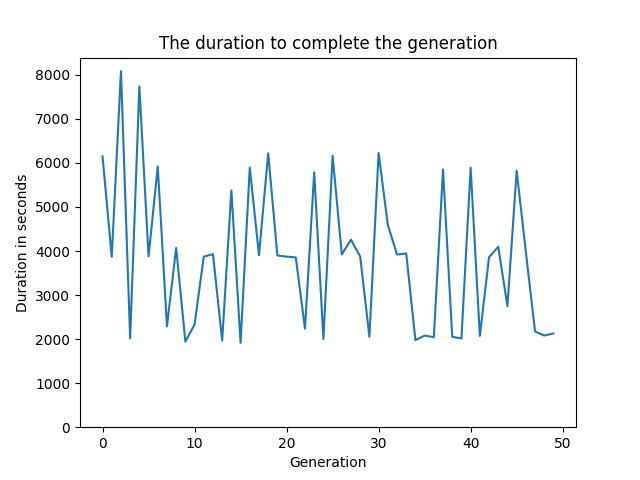 The duration to complete the generation
8000
7000
6000
5000
4000
3000
2000
1000
0
Duration in seconds
0 10 20 30 40 50
Generation